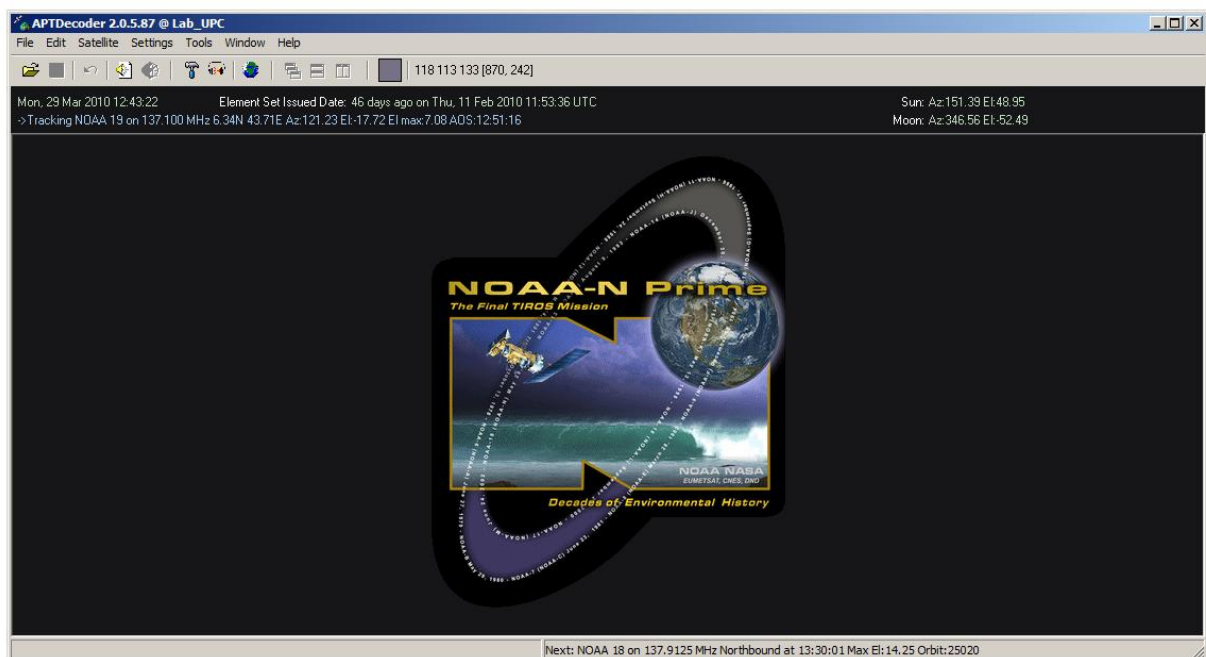 APTDecoder 2.0.5.87 @ Lab_UPC
File Edit Satellite Settings Tools Window Help
118 113 133 [870, 242]
Mon, 29 Mar 2010 12:43:22 Element Set Issued Date: 46 days ago on Thu, 11 Feb 2010 11:53:36 UTC Sun: Az:151.39 El:48.95
->Tracking NOAA 19 on 137.100 MHz 6.34N 43.71E Az:121.23 El:-17.72 El max:7.08 AOS:12:51:16 Moon: Az:346.56 El:-52.49
NOAA-N Prime
The Final TIROS Mission
NOAA NASA
EUMETSAT, CNES, DND
Decades of Environmental History
Next: NOAA 18 on 137.9125 MHz Northbound at 13:30:01 Max El:14.25 Orbit:25020